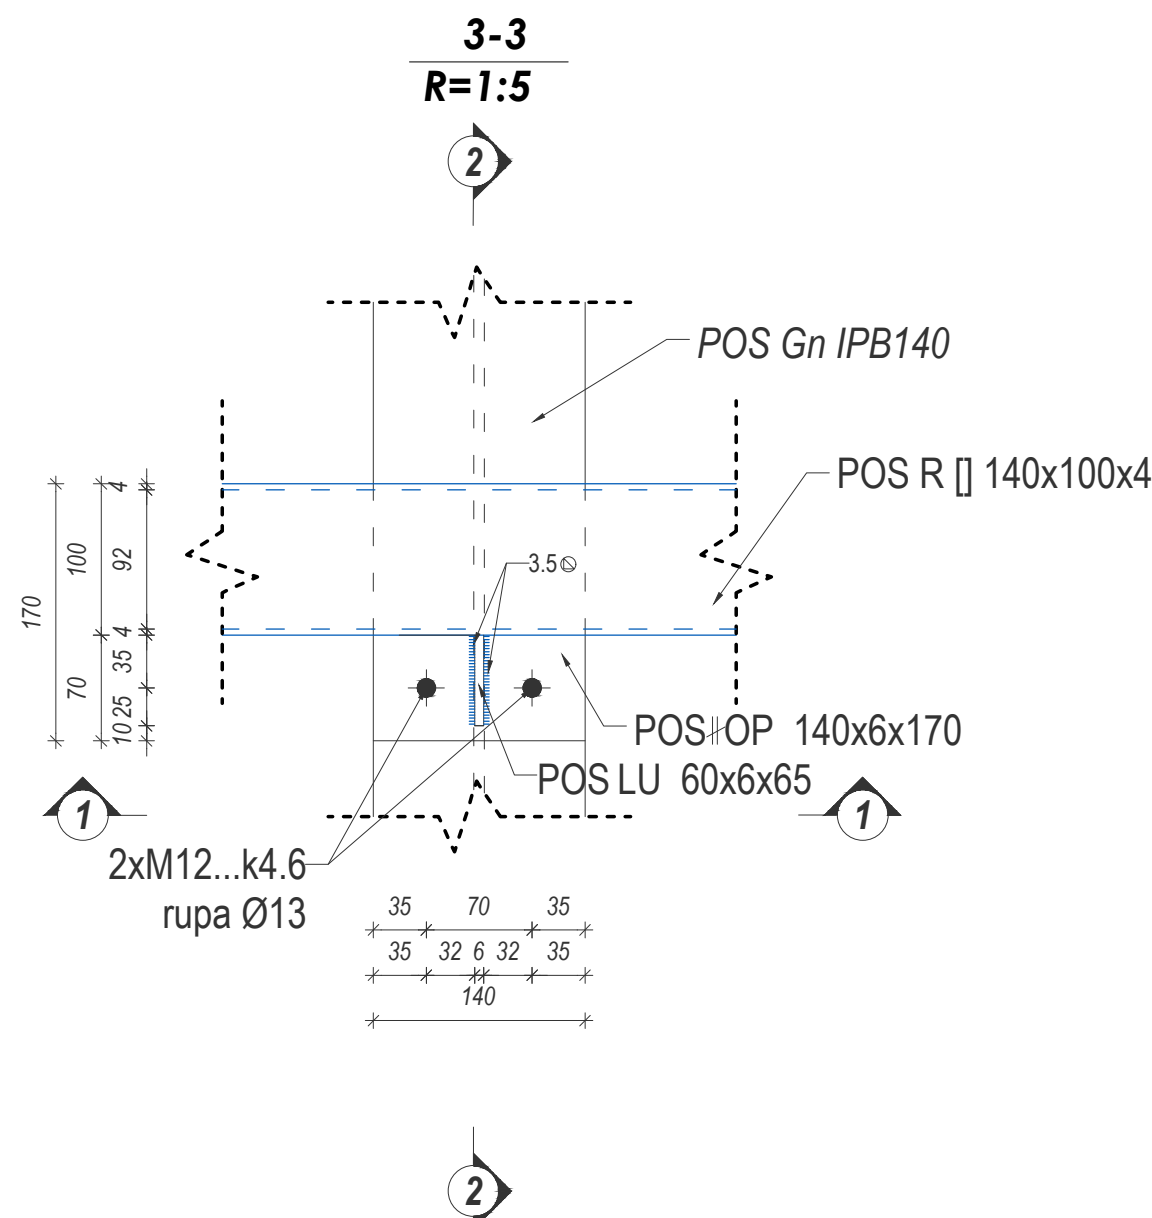 3-3
R=1:5
2
POS Gn IPB140
POS R [] 140x100x4
3.5
170
100
70
4
92
4
35
25
10
POS OP 140x6x170
POS LU 60x6x65
1
1
2xM12...k4.6
rupa Ø13
35 70 35
35 32 6 32 35
140
2